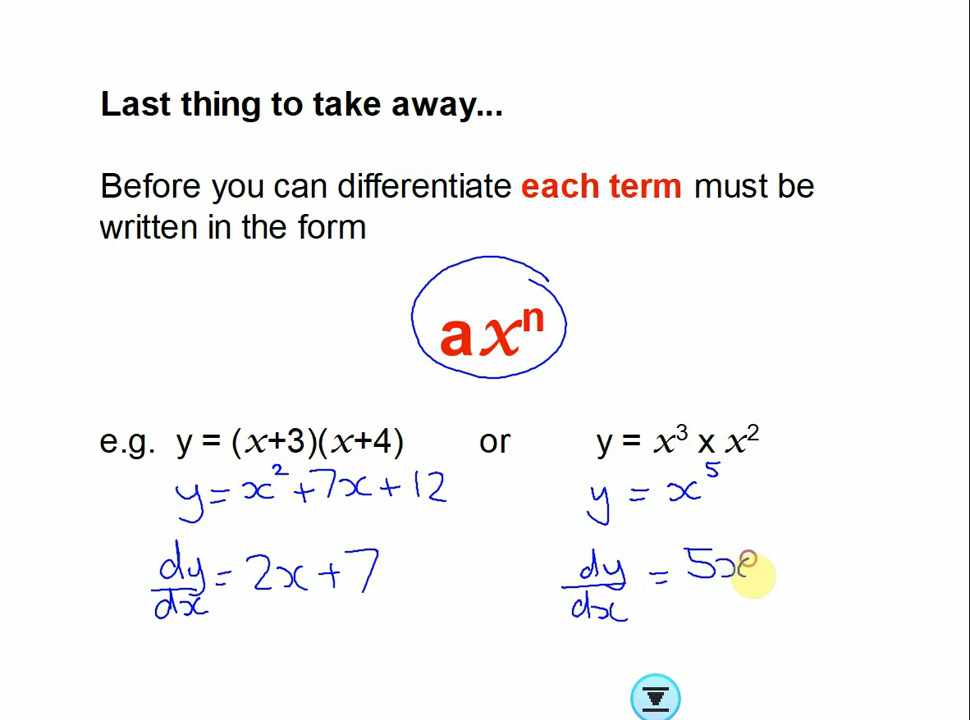 Last thing to take away...
Before you can differentiate each term must be
written in the form
axⁿ
e.g. y = (x+3)(x+4) or y = x³ x x²
y = x² + 7x + 12 y = x⁵
dy/dx = 2x + 7 dy/dx = 5x